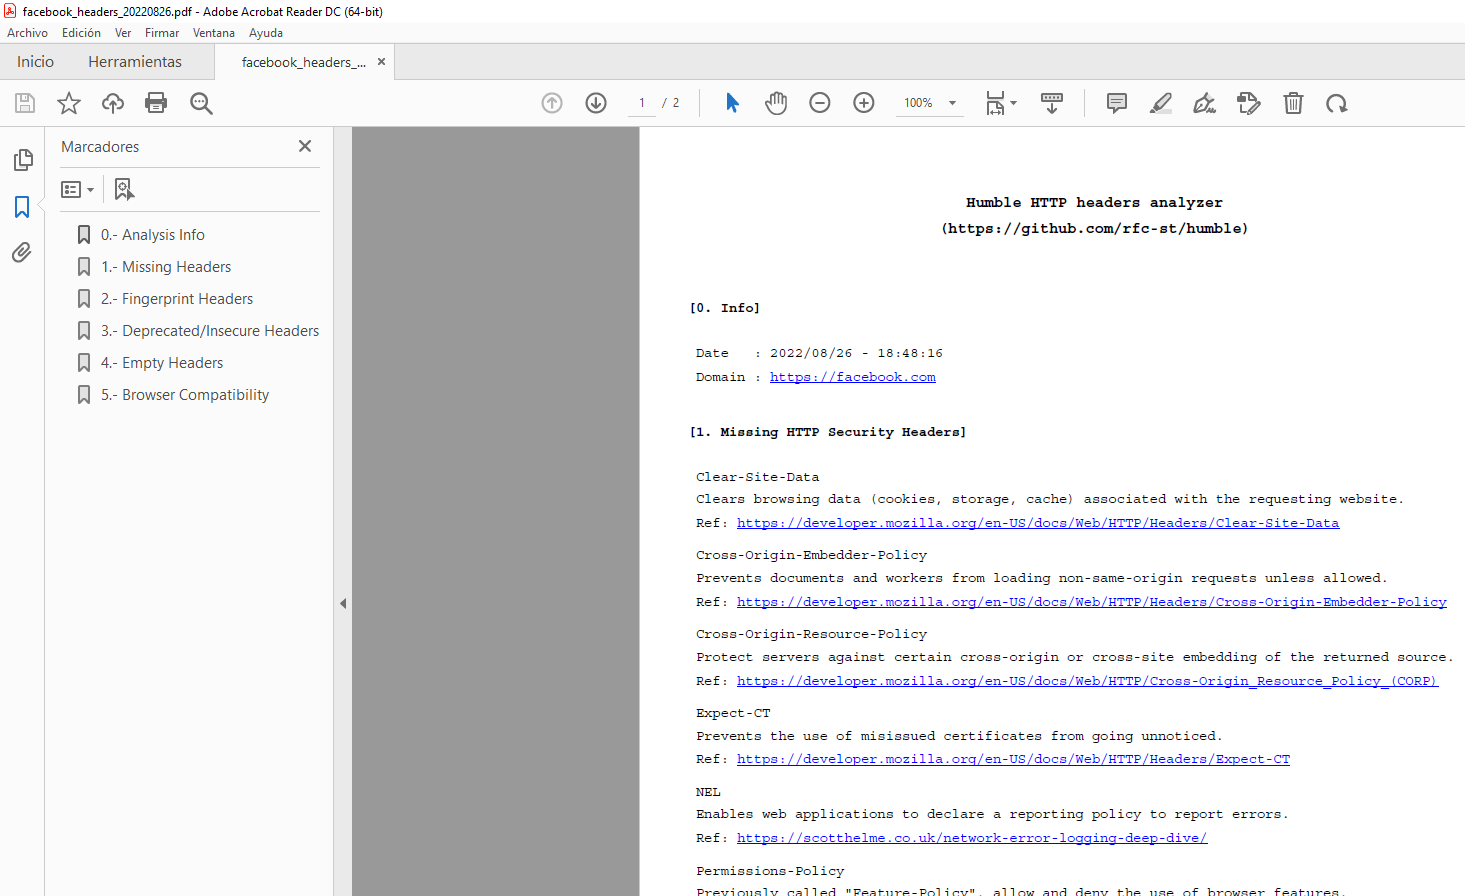 facebook_headers_20220826.pdf - Adobe Acrobat Reader DC (64-bit)
Archivo Edición Ver Firmar Ventana Ayuda
Inicio Herramientas facebook_headers_...
1 / 2 100%
Marcadores
0.- Analysis Info
1.- Missing Headers
2.- Fingerprint Headers
3.- Deprecated/Insecure Headers
4.- Empty Headers
5.- Browser Compatibility
Humble HTTP headers analyzer
(https://github.com/rfc-st/humble)
[0. Info]
Date : 2022/08/26 - 18:48:16
Domain : https://facebook.com
[1. Missing HTTP Security Headers]
Clear-Site-Data
Clears browsing data (cookies, storage, cache) associated with the requesting website.
Ref: https://developer.mozilla.org/en-US/docs/Web/HTTP/Headers/Clear-Site-Data
Cross-Origin-Embedder-Policy
Prevents documents and workers from loading non-same-origin requests unless allowed.
Ref: https://developer.mozilla.org/en-US/docs/Web/HTTP/Headers/Cross-Origin-Embedder-Policy
Cross-Origin-Resource-Policy
Protect servers against certain cross-origin or cross-site embedding of the returned source.
Ref: https://developer.mozilla.org/en-US/docs/Web/HTTP/Cross-Origin_Resource_Policy_(CORP)
Expect-CT
Prevents the use of misissued certificates from going unnoticed.
Ref: https://developer.mozilla.org/en-US/docs/Web/HTTP/Headers/Expect-CT
NEL
Enables web applications to declare a reporting policy to report errors.
Ref: https://scotthelme.co.uk/network-error-logging-deep-dive/
Permissions-Policy
Previously called "Feature-Policy", allow and deny the use of browser features.